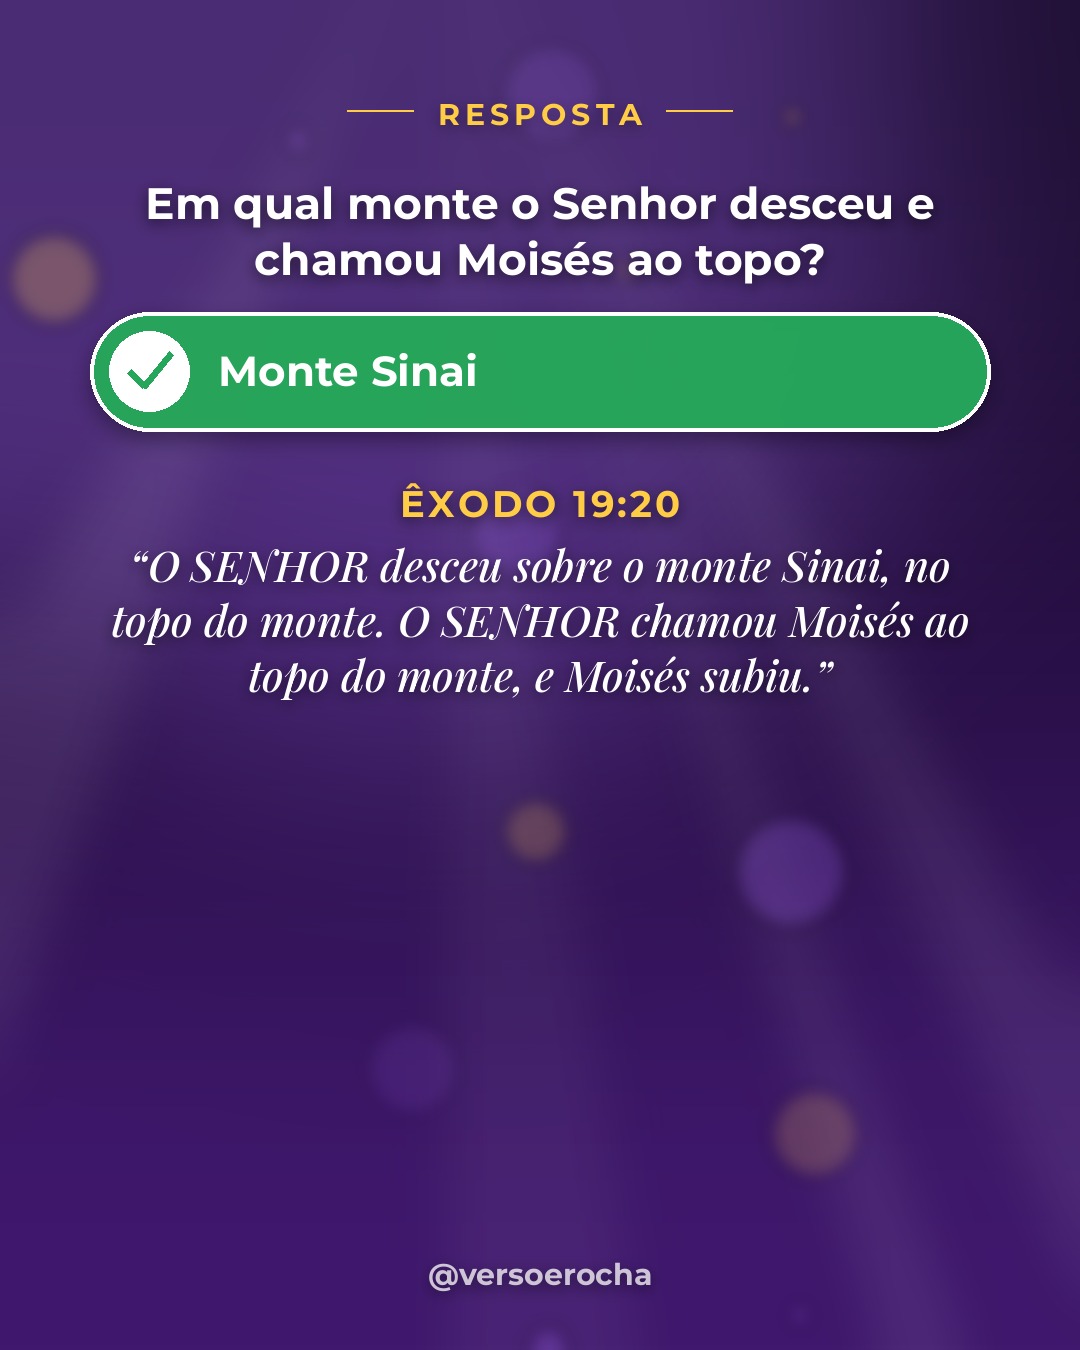 RESPOSTA
Em qual monte o Senhor desceu e
chamou Moisés ao topo?
Monte Sinai
ÊXODO 19:20
“O SENHOR desceu sobre o monte Sinai, no
topo do monte. O SENHOR chamou Moisés ao
topo do monte, e Moisés subiu.”
@versoerocha